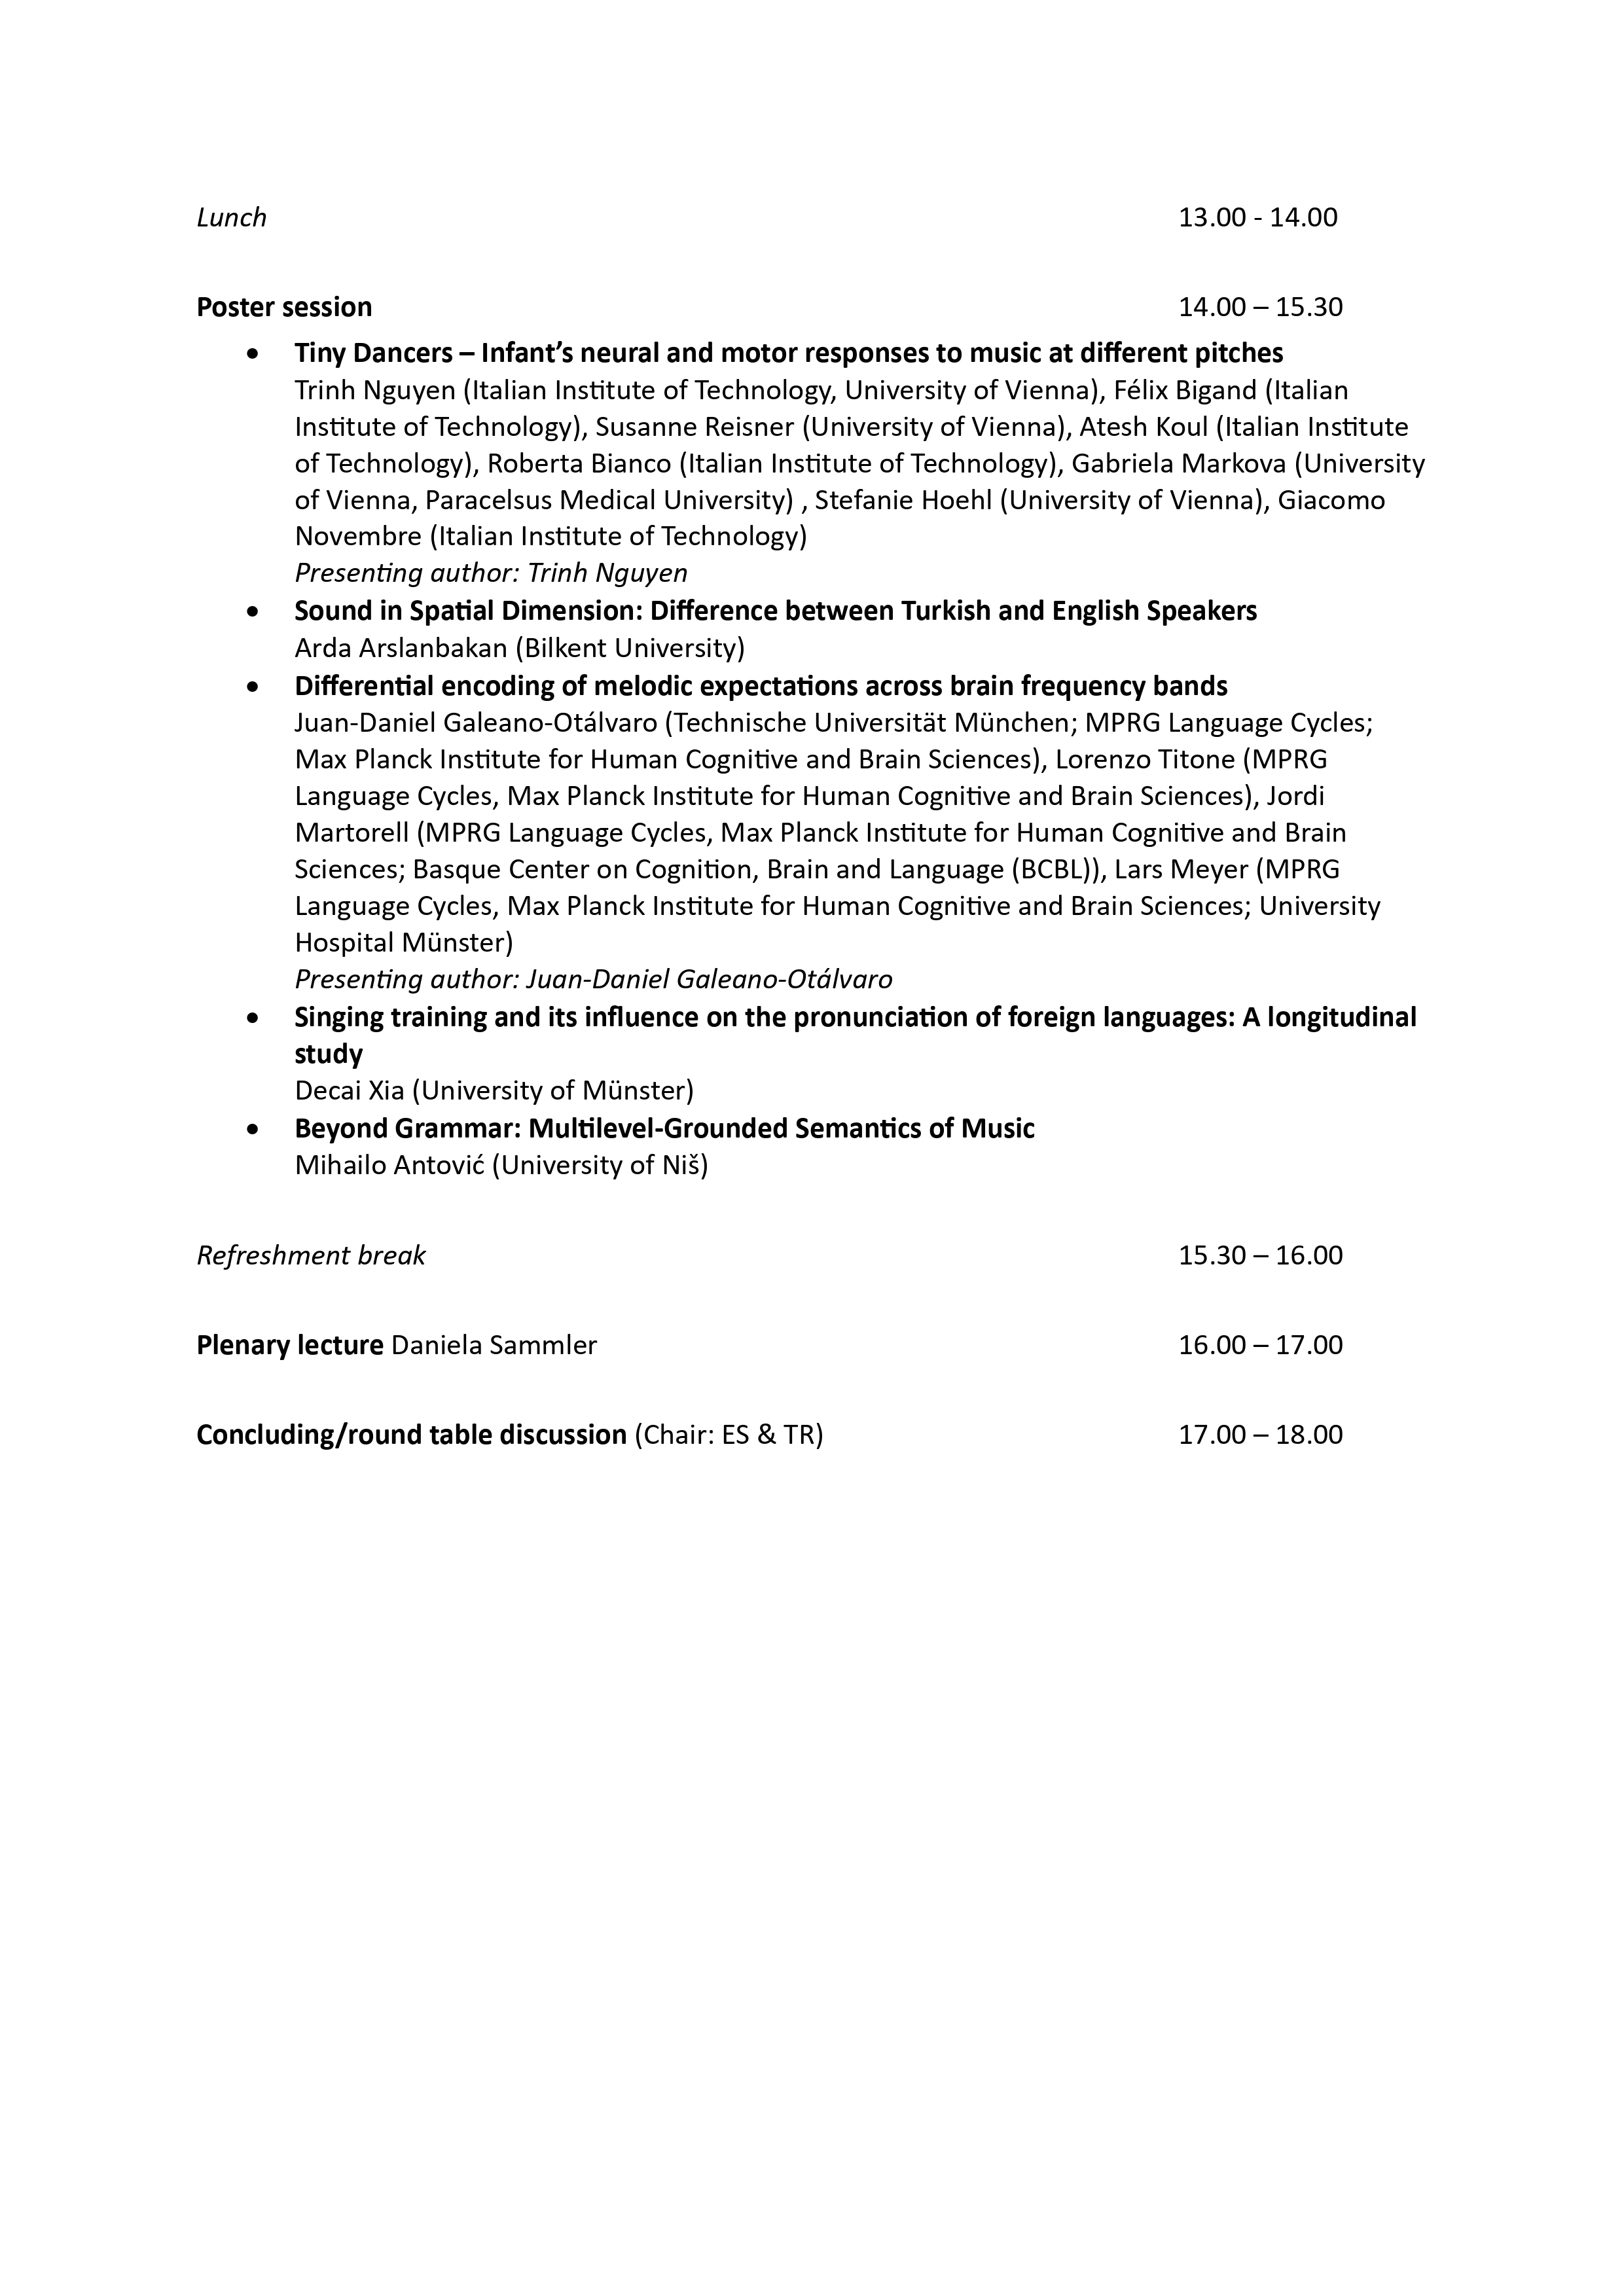 Lunch 13.00 - 14.00
Poster session 14.00 – 15.30
• Tiny Dancers – Infant’s neural and motor responses to music at different pitches
Trinh Nguyen (Italian Institute of Technology, University of Vienna), Félix Bigand (Italian
Institute of Technology), Susanne Reisner (University of Vienna), Atesh Koul (Italian Institute
of Technology), Roberta Bianco (Italian Institute of Technology), Gabriela Markova (University
of Vienna, Paracelsus Medical University) , Stefanie Hoehl (University of Vienna), Giacomo
Novembre (Italian Institute of Technology)
Presenting author: Trinh Nguyen
• Sound in Spatial Dimension: Difference between Turkish and English Speakers
Arda Arslanbakan (Bilkent University)
• Differential encoding of melodic expectations across brain frequency bands
Juan-Daniel Galeano-Otálvaro (Technische Universität München; MPRG Language Cycles;
Max Planck Institute for Human Cognitive and Brain Sciences), Lorenzo Titone (MPRG
Language Cycles, Max Planck Institute for Human Cognitive and Brain Sciences), Jordi
Martorell (MPRG Language Cycles, Max Planck Institute for Human Cognitive and Brain
Sciences; Basque Center on Cognition, Brain and Language (BCBL)), Lars Meyer (MPRG
Language Cycles, Max Planck Institute for Human Cognitive and Brain Sciences; University
Hospital Münster)
Presenting author: Juan-Daniel Galeano-Otálvaro
• Singing training and its influence on the pronunciation of foreign languages: A longitudinal
study
Decai Xia (University of Münster)
• Beyond Grammar: Multilevel-Grounded Semantics of Music
Mihailo Antović (University of Niš)
Refreshment break 15.30 – 16.00
Plenary lecture Daniela Sammler 16.00 – 17.00
Concluding/round table discussion (Chair: ES & TR) 17.00 – 18.00